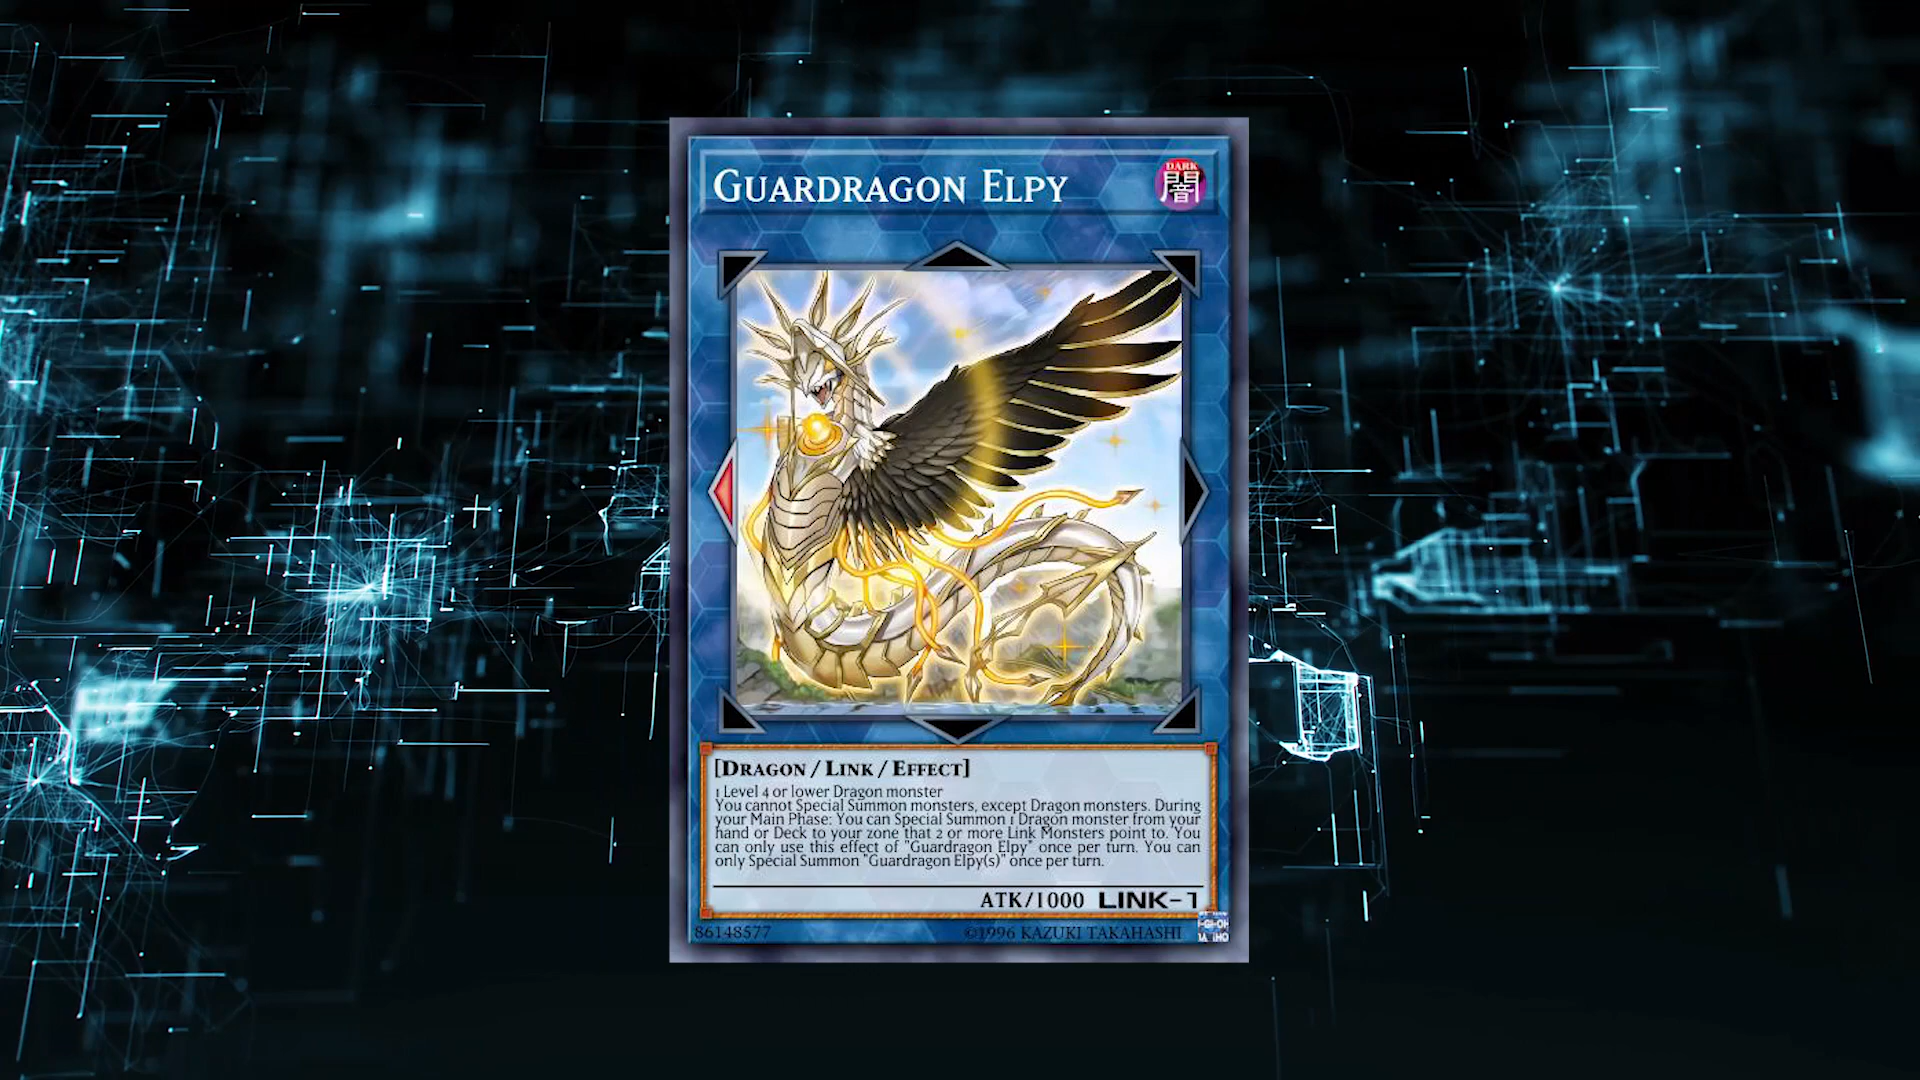 GUARDRAGON ELPY
DARK
闇
[DRAGON / LINK / EFFECT]
1 Level 4 or lower Dragon monster
You cannot Special Summon monsters, except Dragon monsters. During
your Main Phase: You can Special Summon 1 Dragon monster from your
hand or Deck to your zone that 2 or more Link Monsters point to. You
can only use this effect of "Guardragon Elpy" once per turn. You can
only Special Summon "Guardragon Elpy(s)" once per turn.
ATK/1000 LINK-1
86148577
©1996 KAZUKI TAKAHASHI